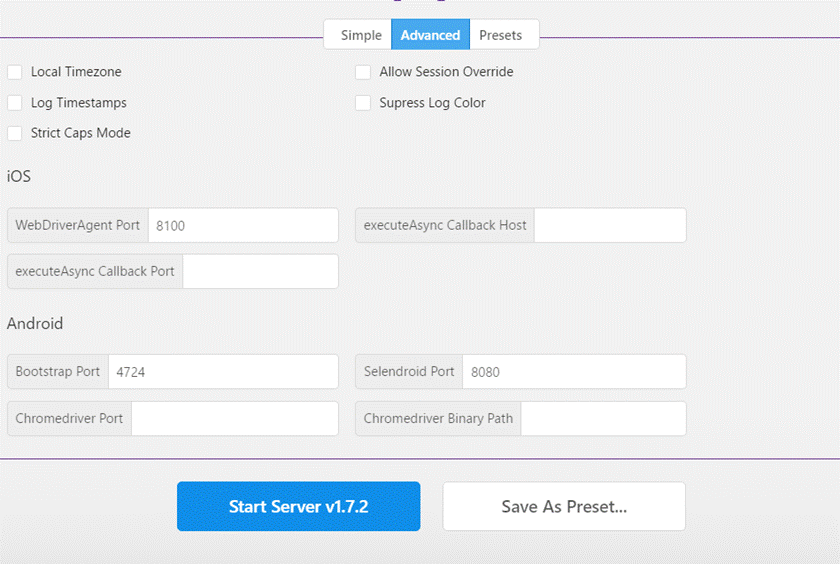 Simple Advanced Presets
Local Timezone Allow Session Override
Log Timestamps Supress Log Color
Strict Caps Mode
iOS
WebDriverAgent Port 8100 executeAsync Callback Host
executeAsync Callback Port
Android
Bootstrap Port 4724 Selendroid Port 8080
Chromedriver Port Chromedriver Binary Path
Start Server v1.7.2 Save As Preset...